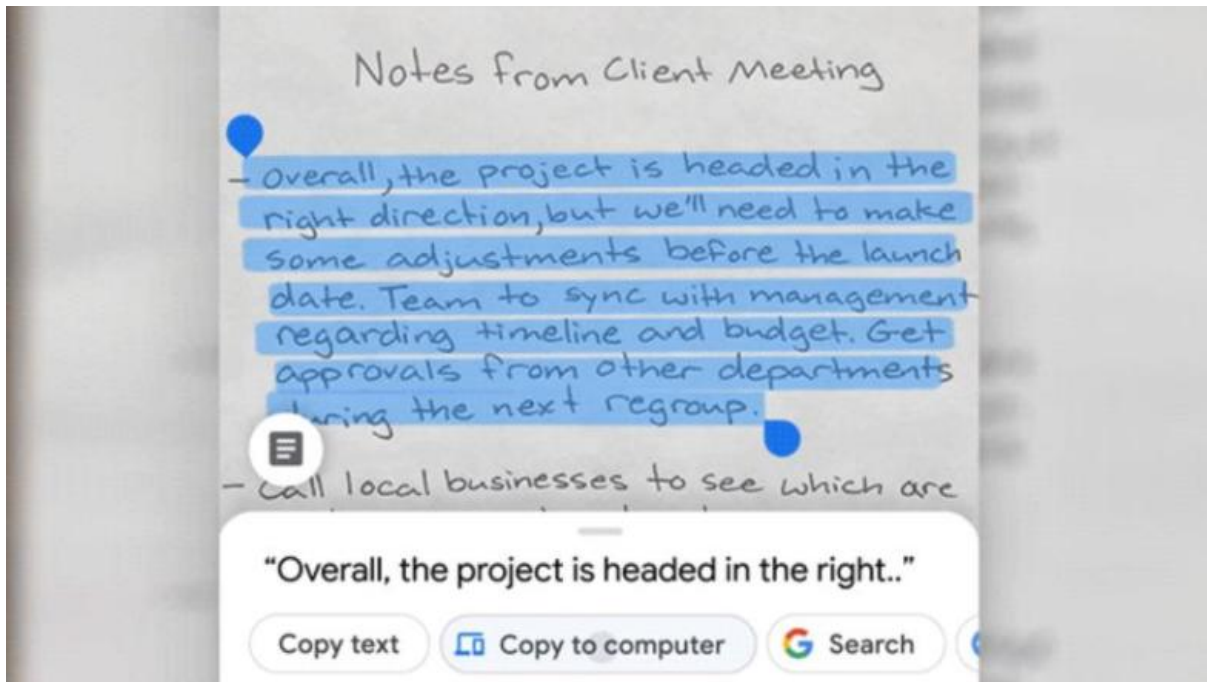 Notes from Client Meeting
- Overall, the project is headed in the
right direction, but we'll need to make
some adjustments before the launch
date. Team to sync with management
regarding timeline and budget. Get
approvals from other departments
during the next regroup.
- Call local businesses to see which are
“Overall, the project is headed in the right..”
Copy text
Copy to computer
Search